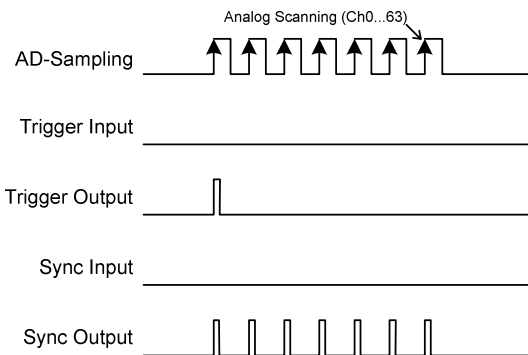 Analog Scanning (Ch0...63)
AD-Sampling
Trigger Input
Trigger Output
Sync Input
Sync Output